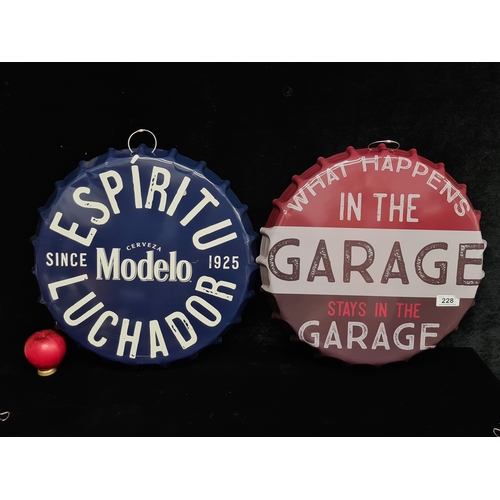 ESPÍRITU
CERVEZA
SINCE Modelo 1925
LUCHADOR
WHAT HAPPENS
IN THE
GARAGE
228
STAYS IN THE
GARAGE